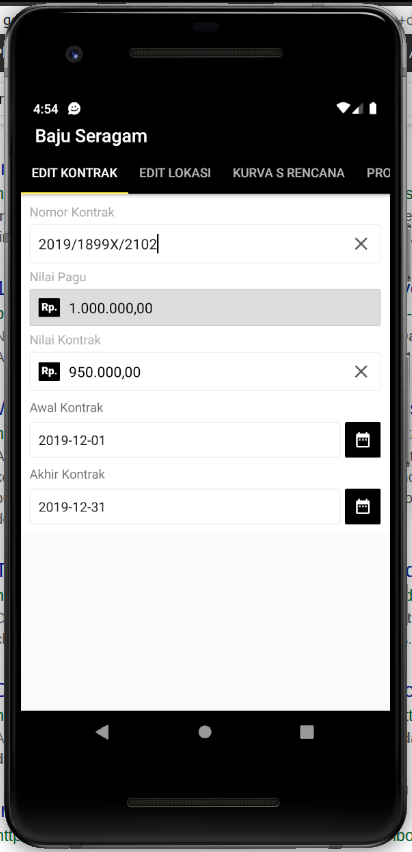 4:54
Baju Seragam
EDIT KONTRAK EDIT LOKASI KURVA S RENCANA PRO
Nomor Kontrak
2019/1899X/2102
Nilai Pagu
Rp. 1.000.000,00
Nilai Kontrak
Rp. 950.000,00
Awal Kontrak
2019-12-01
Akhir Kontrak
2019-12-31